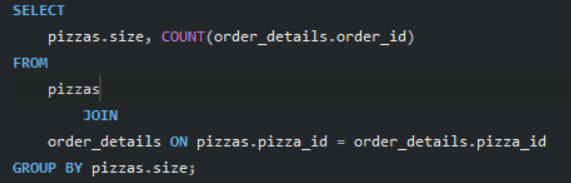 SELECT
pizzas.size, COUNT(order_details.order_id)
FROM
pizzas
JOIN
order_details ON pizzas.pizza_id = order_details.pizza_id
GROUP BY pizzas.size;